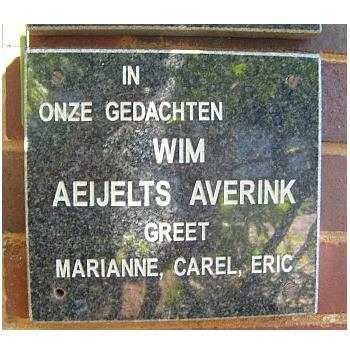 IN
ONZE GEDACHTEN
WIM
AEIJELTS AVERINK
GREET
MARIANNE, CAREL, ERIC